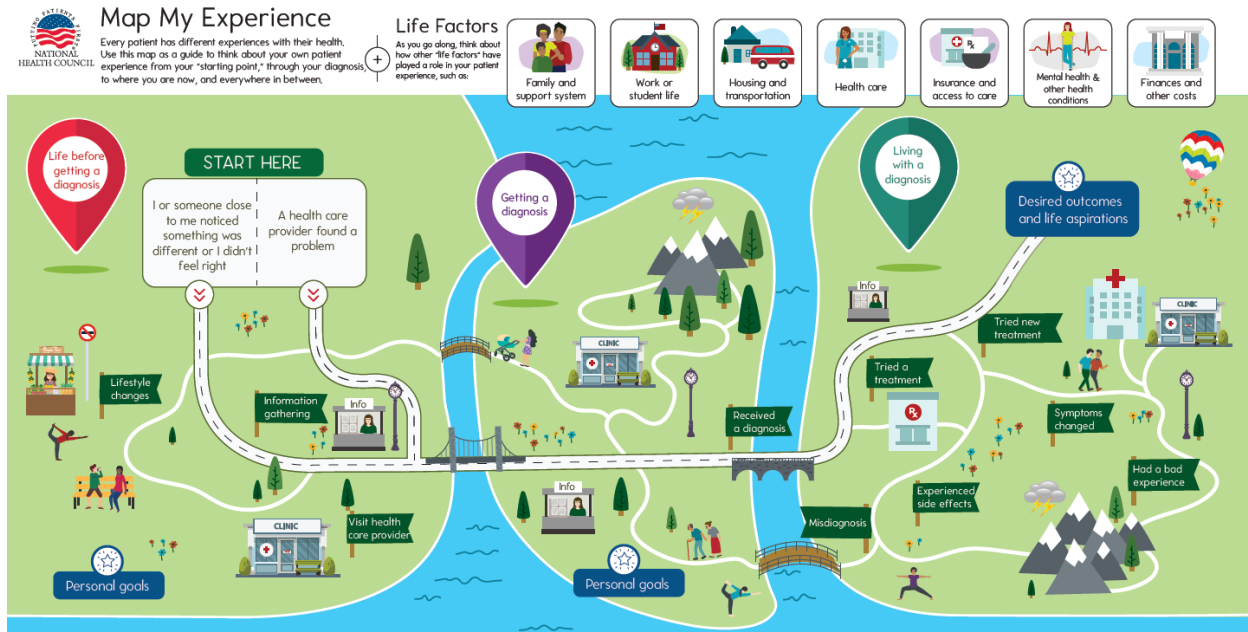 PUTTING PATIENTS FIRST
NATIONAL
HEALTH COUNCIL
Map My Experience
Every patient has different experiences with their health.
Use this map as a guide to think about your own patient
experience from your "starting point," through your diagnosis,
to where you are now, and everywhere in between.
+
Life Factors
As you go along, think about
how other "life factors" have
played a role in your patient
experience, such as:
Family and
support system
Work or
student life
Housing and
transportation
Health care
Rx
Insurance and
access to care
Mental health &
other health
conditions
Finances and
other costs
Life before
getting a
diagnosis
START HERE
I or someone close
to me noticed
something was
different or I didn't
feel right
A health care
provider found a
problem
Getting a
diagnosis
Living
with a
diagnosis
Desired outcomes
and life aspirations
Lifestyle
changes
Information
gathering
Info
CLINIC
Visit health
care provider
Personal goals
CLINIC
Info
Personal goals
Received
a diagnosis
Misdiagnosis
Info
Tried a
treatment
Rx
Tried new
treatment
CLINIC
Symptoms
changed
Experienced
side effects
Had a bad
experience